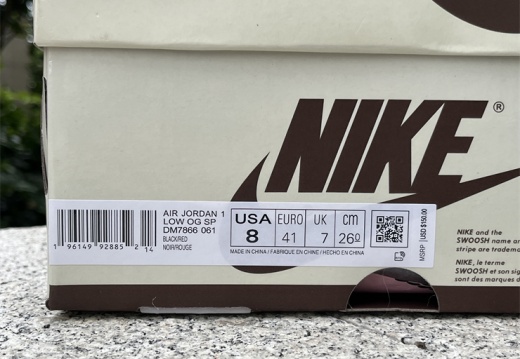 NIKE®
AIR JORDAN 1
LOW OG SP
DM7866 061
BLACK/RED
NOIR/ROUGE
USA EURO UK cm
8 41 7 26
MADE IN CHINA / FABRIQUE EN CHINE / HECHO EN CHINA
MSRP USD $150.00
1 96149 92885 2 14
NIKE and the
SWOOSH name an
stripe are tradema
NIKE, le terme
SWOOSH et son sig
sont des marques d